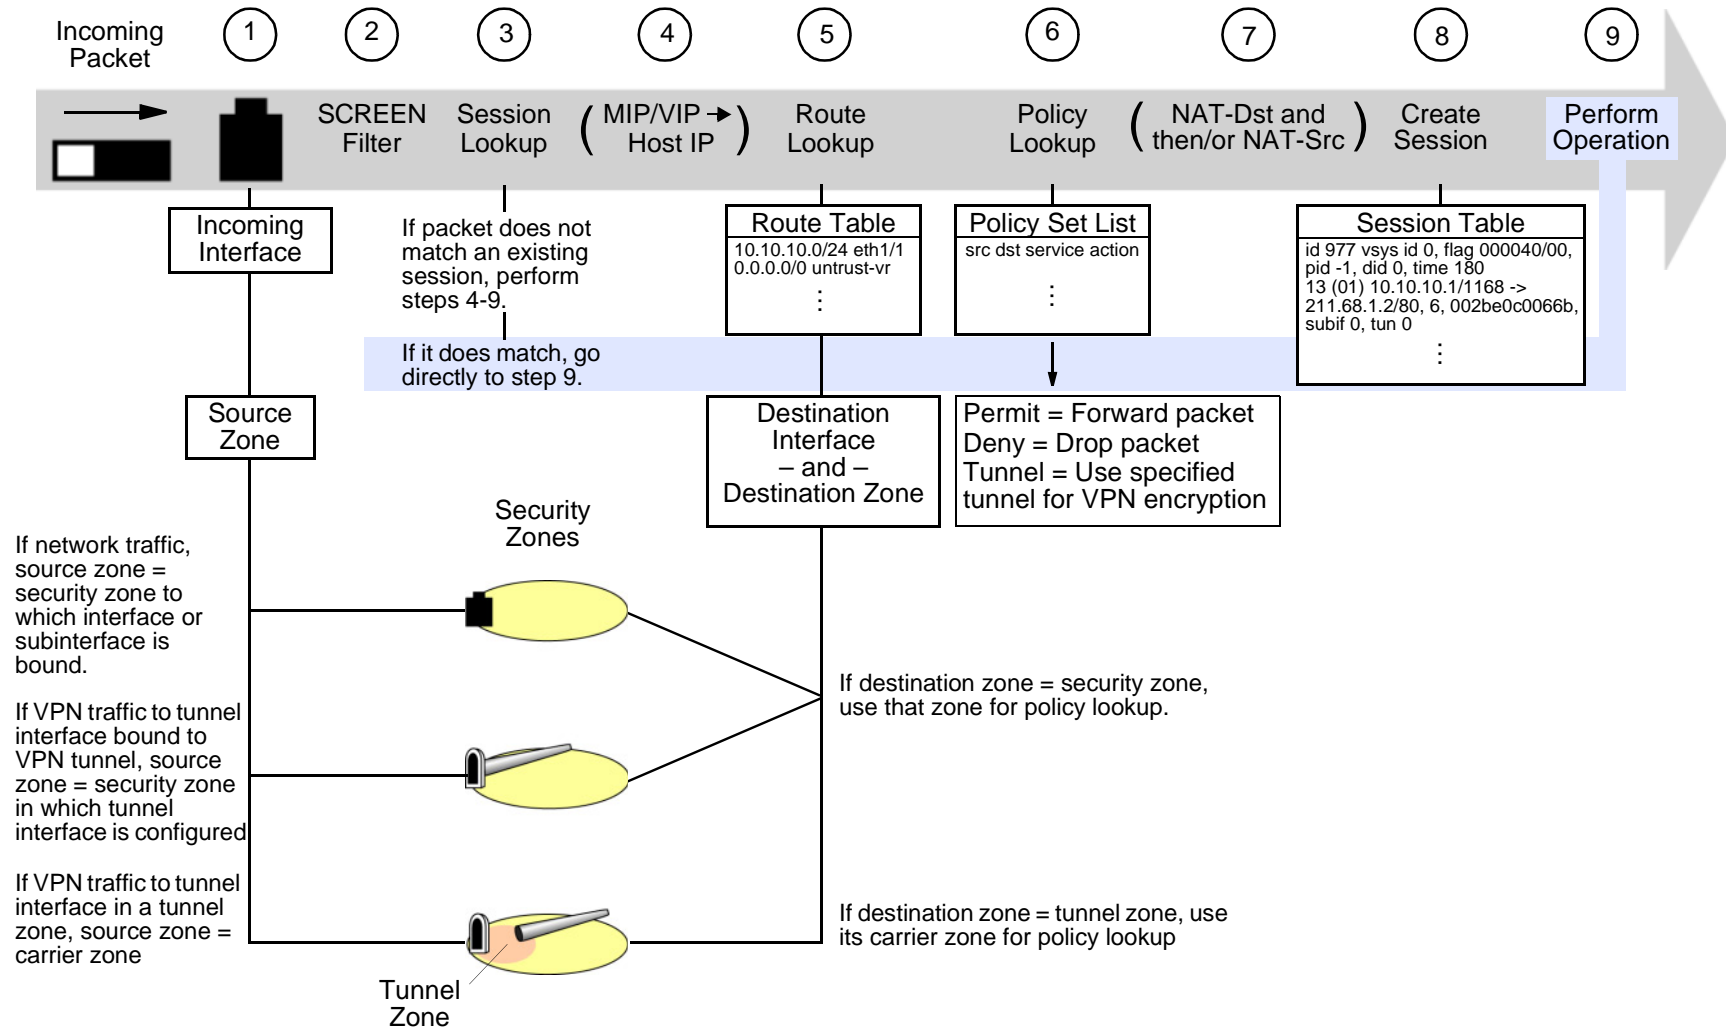 Incoming
Packet
1
2
3
4
5
6
7
8
9
SCREEN
Filter
Session
Lookup
( MIP/VIP → )
Host IP
Route
Lookup
Policy
Lookup
( NAT-Dst and
then/or NAT-Src )
Create
Session
Perform
Operation
Incoming
Interface
If packet does not
match an existing
session, perform
steps 4-9.
If it does match, go
directly to step 9.
Route Table
10.10.10.0/24 eth1/1
0.0.0.0/0 untrust-vr
⋮
Policy Set List
src dst service action
⋮
Session Table
id 977 vsys id 0, flag 000040/00,
pid -1, did 0, time 180
13 (01) 10.10.10.1/1168 ->
211.68.1.2/80, 6, 002be0c0066b,
subif 0, tun 0
⋮
Source
Zone
Destination
Interface
– and –
Destination Zone
Permit = Forward packet
Deny = Drop packet
Tunnel = Use specified
tunnel for VPN encryption
Security
Zones
If network traffic,
source zone =
security zone to
which interface or
subinterface is
bound.
If VPN traffic to tunnel
interface bound to
VPN tunnel, source
zone = security zone
in which tunnel
interface is configured
If VPN traffic to tunnel
interface in a tunnel
zone, source zone =
carrier zone
If destination zone = security zone,
use that zone for policy lookup.
If destination zone = tunnel zone, use
its carrier zone for policy lookup
Tunnel
Zone